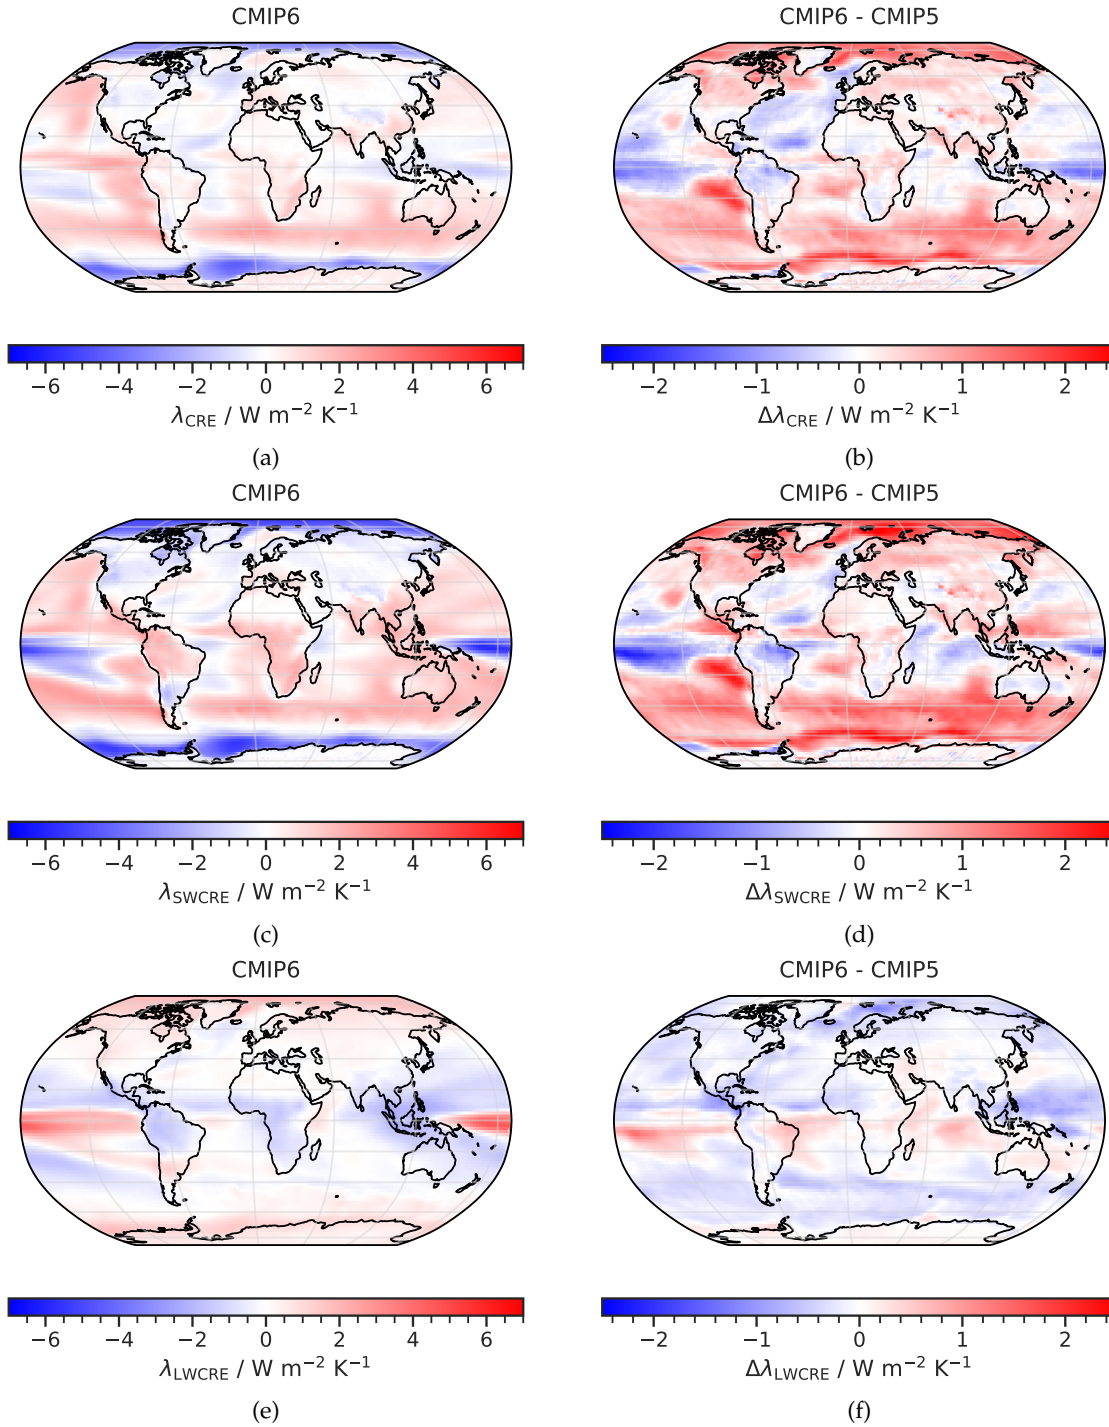 CMIP6
CMIP6 - CMIP5
−6 −4 −2 0 2 4 6
−2 −1 0 1 2
λCRE / W m−2 K−1
ΔλCRE / W m−2 K−1
(a)
(b)
CMIP6
CMIP6 - CMIP5
−6 −4 −2 0 2 4 6
−2 −1 0 1 2
λSWCRE / W m−2 K−1
ΔλSWCRE / W m−2 K−1
(c)
(d)
CMIP6
CMIP6 - CMIP5
−6 −4 −2 0 2 4 6
−2 −1 0 1 2
λLWCRE / W m−2 K−1
ΔλLWCRE / W m−2 K−1
(e)
(f)